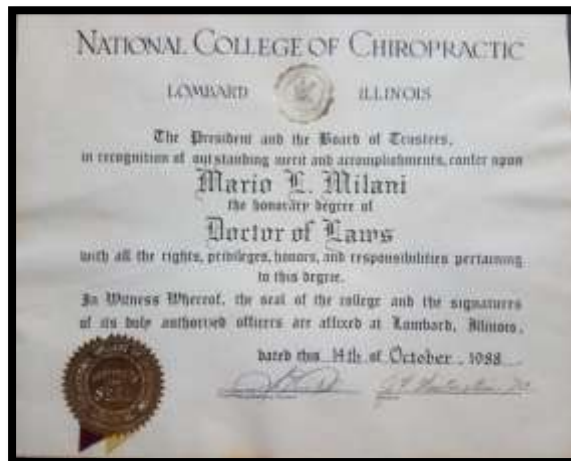 NATIONAL COLLEGE OF CHIROPRACTIC
LOMBARD ILLINOIS
The President and the Board of Trustees,
in recognition of outstanding merit and accomplishments, confer upon
Mario L. Milani
the honorary degree of
Doctor of Laws
with all the rights, privileges, honors, and responsibilities pertaining
to this degree.
In Witness Whereof, the seal of the college and the signatures
of its duly authorized officers are affixed at Lombard, Illinois,
dated this 14th of October, 1988